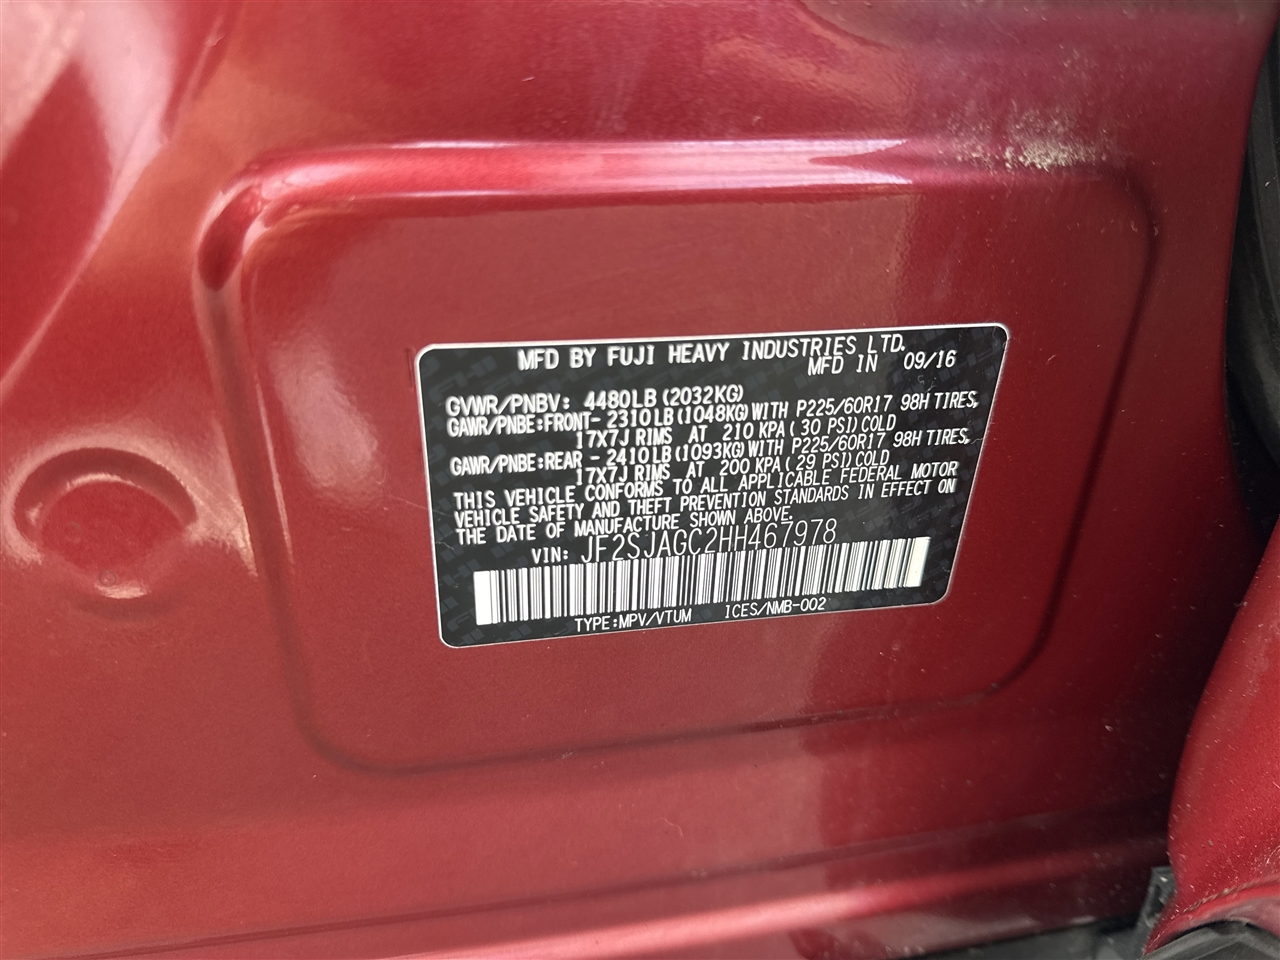 MFD BY FUJI HEAVY INDUSTRIES LTD.
MFD IN 09/16
GVWR/PNBV: 4480LB(2032KG)
GAWR/PNBE:FRONT- 2310LB(1048KG)WITH P225/60R17 98H TIRES,
17X7J RIMS AT 210 KPA(30 PSI)COLD
GAWR/PNBE:REAR - 2410LB(1093KG)WITH P225/60R17 98H TIRES,
17X7J RIMS AT 200 KPA(29 PSI)COLD
THIS VEHICLE CONFORMS TO ALL APPLICABLE FEDERAL MOTOR
VEHICLE SAFETY AND THEFT PREVENTION STANDARDS IN EFFECT ON
THE DATE OF MANUFACTURE SHOWN ABOVE.
VIN: JF2SJAGC2HH467978
TYPE:MPV/VTUM ICES/NMB-002